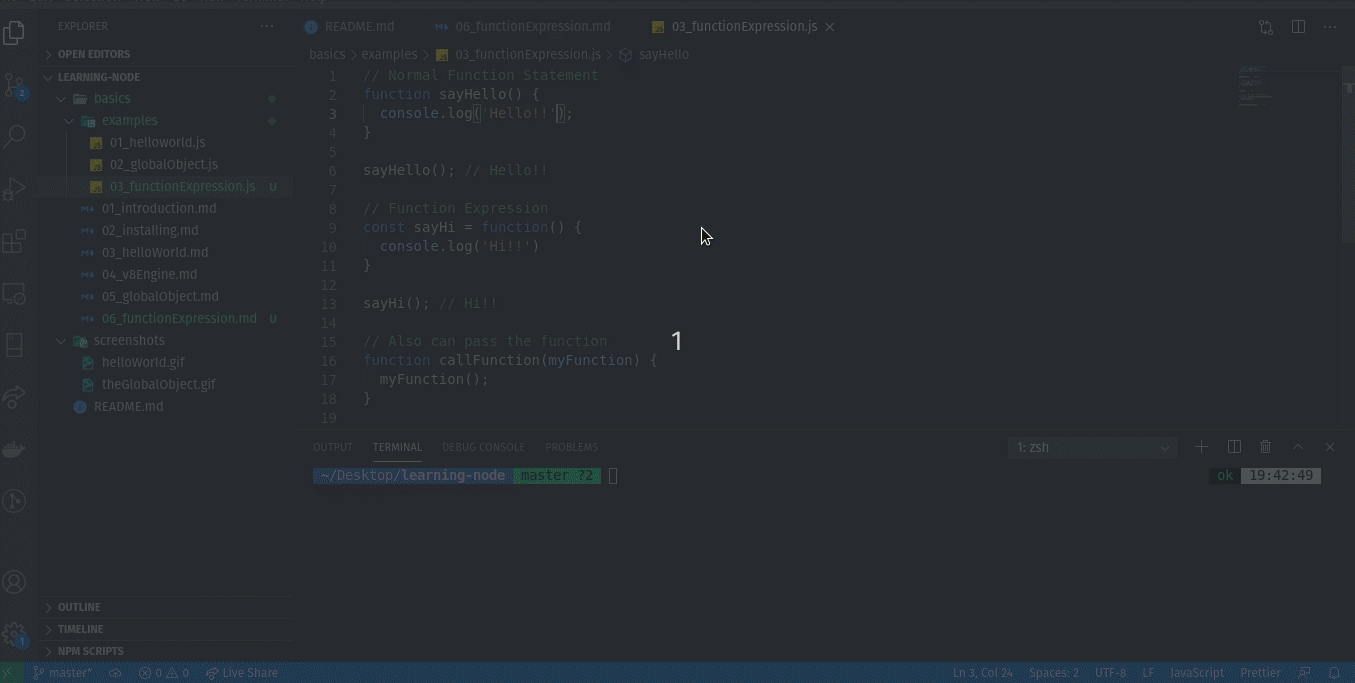 EXPLORER
OPEN EDITORS
LEARNING-NODE
basics
examples
01_helloworld.js
02_globalObject.js
03_functionExpression.js U
01_introduction.md
02_installing.md
03_helloWorld.md
04_v8Engine.md
05_globalObject.md
06_functionExpression.md U
screenshots
helloWorld.gif
theGlobalObject.gif
README.md
OUTLINE
TIMELINE
NPM SCRIPTS
2
1
README.md 06_functionExpression.md 03_functionExpression.js
basics > examples > 03_functionExpression.js > sayHello
1 // Normal Function Statement
2 function sayHello() {
3 console.log('Hello!!');
4 }
5
6 sayHello(); // Hello!!
7
8 // Function Expression
9 const sayHi = function() {
10 console.log('Hi!!')
11 }
12
13 sayHi(); // Hi!!
14
15 // Also can pass the function
16 function callFunction(myFunction) {
17 myFunction();
18 }
19
1
OUTPUT TERMINAL DEBUG CONSOLE PROBLEMS 1: zsh
~/Desktop/learning-node master ?2 ok 19:42:49
master* 0 0 Live Share Ln 3, Col 24 Spaces: 2 UTF-8 LF JavaScript Prettier